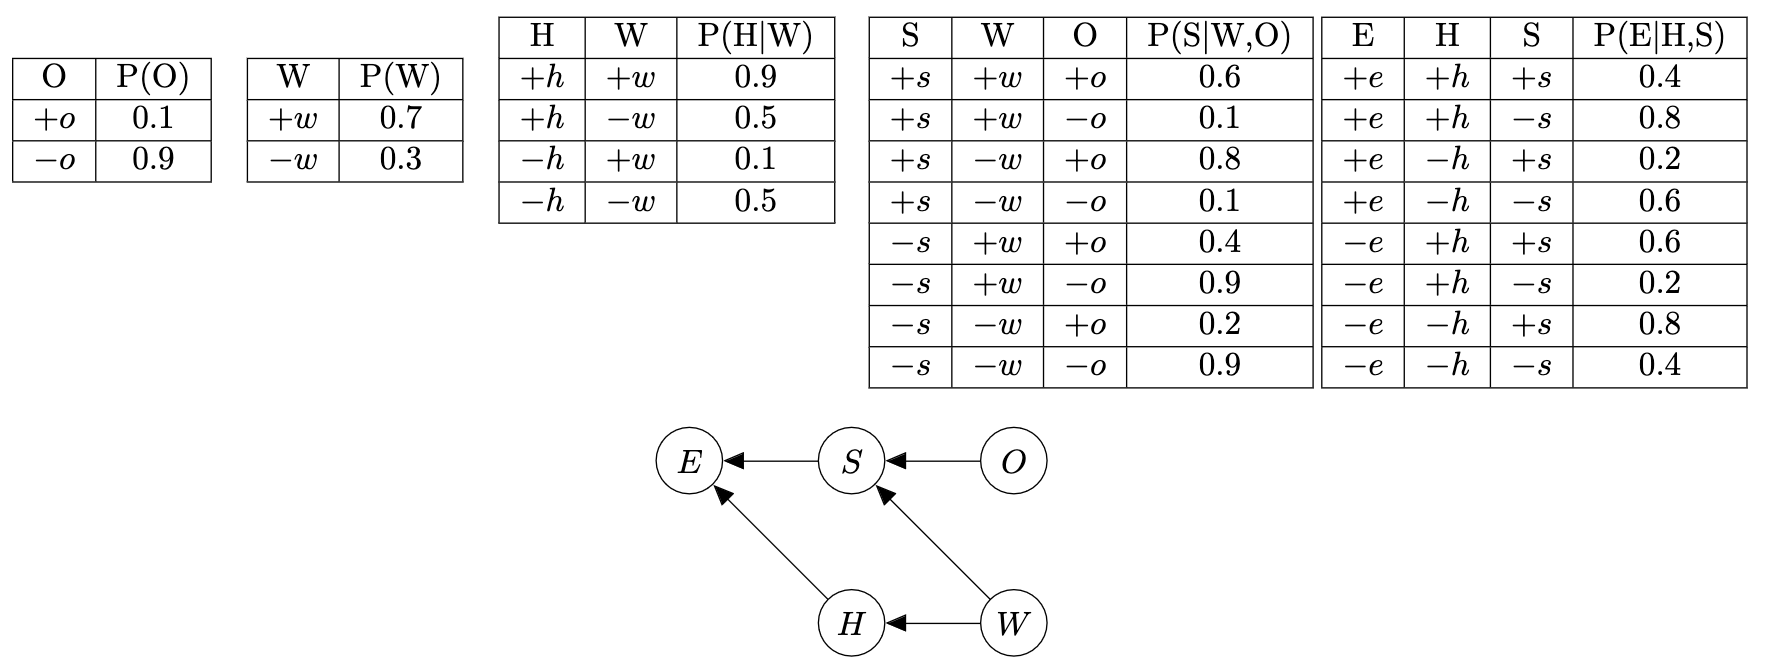 O P(O)
+o 0.1
−o 0.9
W P(W)
+w 0.7
−w 0.3
H W P(H|W)
+h +w 0.9
+h −w 0.5
−h +w 0.1
−h −w 0.5
S W O P(S|W,O)
+s +w +o 0.6
+s +w −o 0.1
+s −w +o 0.8
+s −w −o 0.1
−s +w +o 0.4
−s +w −o 0.9
−s −w +o 0.2
−s −w −o 0.9
E H S P(E|H,S)
+e +h +s 0.4
+e +h −s 0.8
+e −h +s 0.2
+e −h −s 0.6
−e +h +s 0.6
−e +h −s 0.2
−e −h +s 0.8
−e −h −s 0.4
E S O
H W